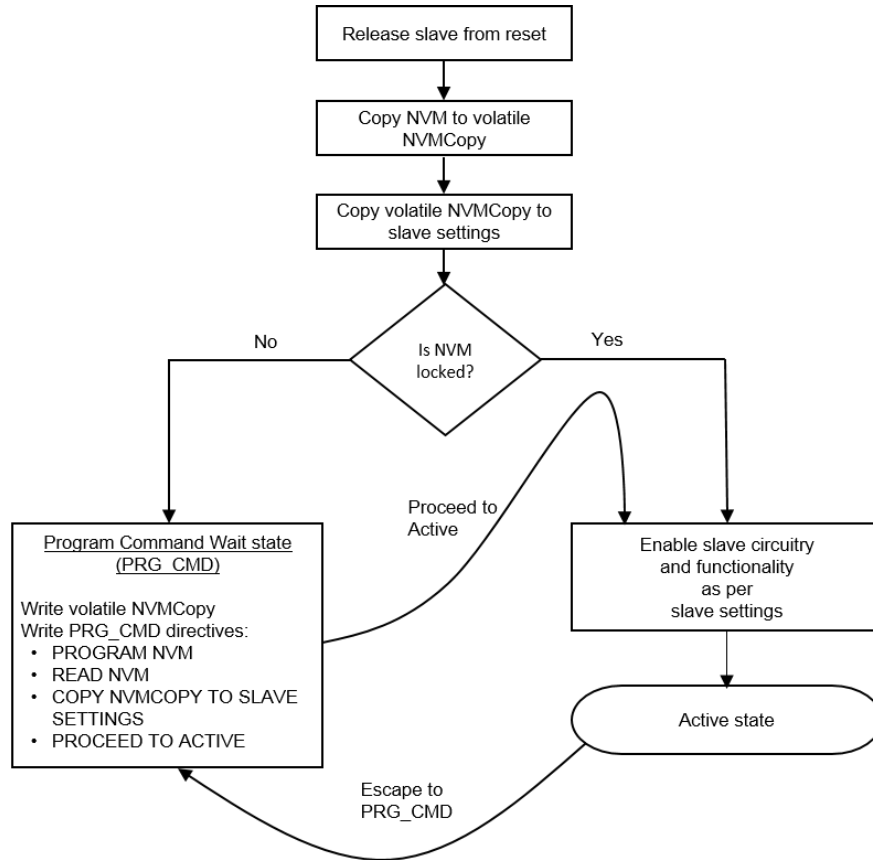 Release slave from reset
Copy NVM to volatile
NVMCopy
Copy volatile NVMCopy to
slave settings
No
Is NVM
locked?
Yes
Proceed to
Active
Program Command Wait state
(PRG_CMD)
Write volatile NVMCopy
Write PRG_CMD directives:
• PROGRAM NVM
• READ NVM
• COPY NVMCOPY TO SLAVE
SETTINGS
• PROCEED TO ACTIVE
Enable slave circuitry
and functionality
as per
slave settings
Active state
Escape to
PRG_CMD